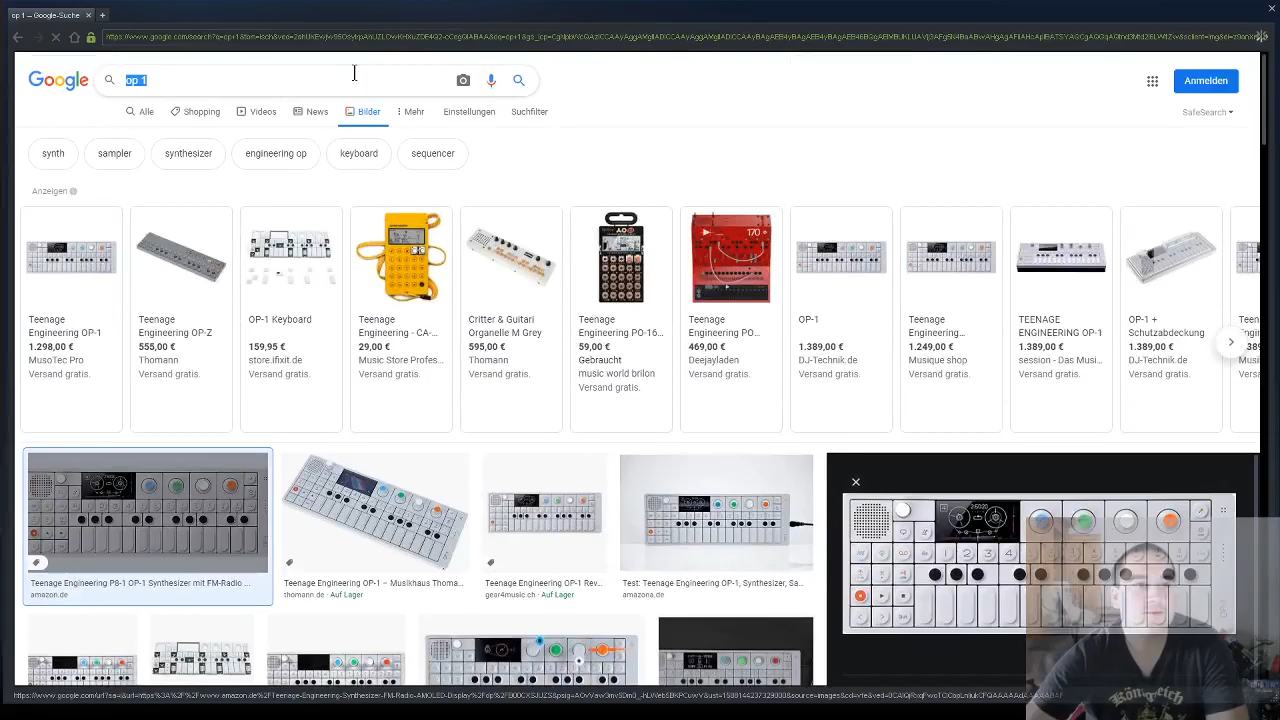 op 1 – Google-Suche
Google
op 1
Anmelden
Alle Shopping Videos News Bilder Mehr Einstellungen Suchfilter
SafeSearch
synth sampler synthesizer engineering op keyboard sequencer
Anzeigen
170
Teenage Engineering OP-1
1.298,00 €
MusoTec Pro
Versand gratis.
Teenage Engineering OP-Z
555,00 €
Thomann
Versand gratis.
OP-1 Keyboard
159,95 €
store.ifixit.de
Versand gratis.
Teenage Engineering - CA-...
29,00 €
Music Store Profes...
Versand gratis.
Critter & Guitari Organelle M Grey
595,00 €
Thomann
Versand gratis.
Teenage Engineering PO-16...
59,00 €
Gebraucht
music world brilon
Versand gratis.
Teenage Engineering PO...
469,00 €
Deejayladen
Versand gratis.
OP-1
1.389,00 €
DJ-Technik.de
Versand gratis.
Teenage Engineering...
1.249,00 €
Musique shop
Versand gratis.
TEENAGE ENGINEERING OP-1
1.389,00 €
session - Das Musi...
Versand gratis.
OP-1 + Schutzabdeckung
1.389,00 €
DJ-Technik.de
Versand gratis.
Teenage Engineering P8-1 OP-1 Synthesizer mit FM-Radio ...
amazon.de
Teenage Engineering OP-1 – Musikhaus Thoma...
thomann.de · Auf Lager
Teenage Engineering OP-1 Rev...
gear4music.ch · Auf Lager
Test: Teenage Engineering OP-1, Synthesizer, Sa...
amazona.de
1 2 3 4
Königreich